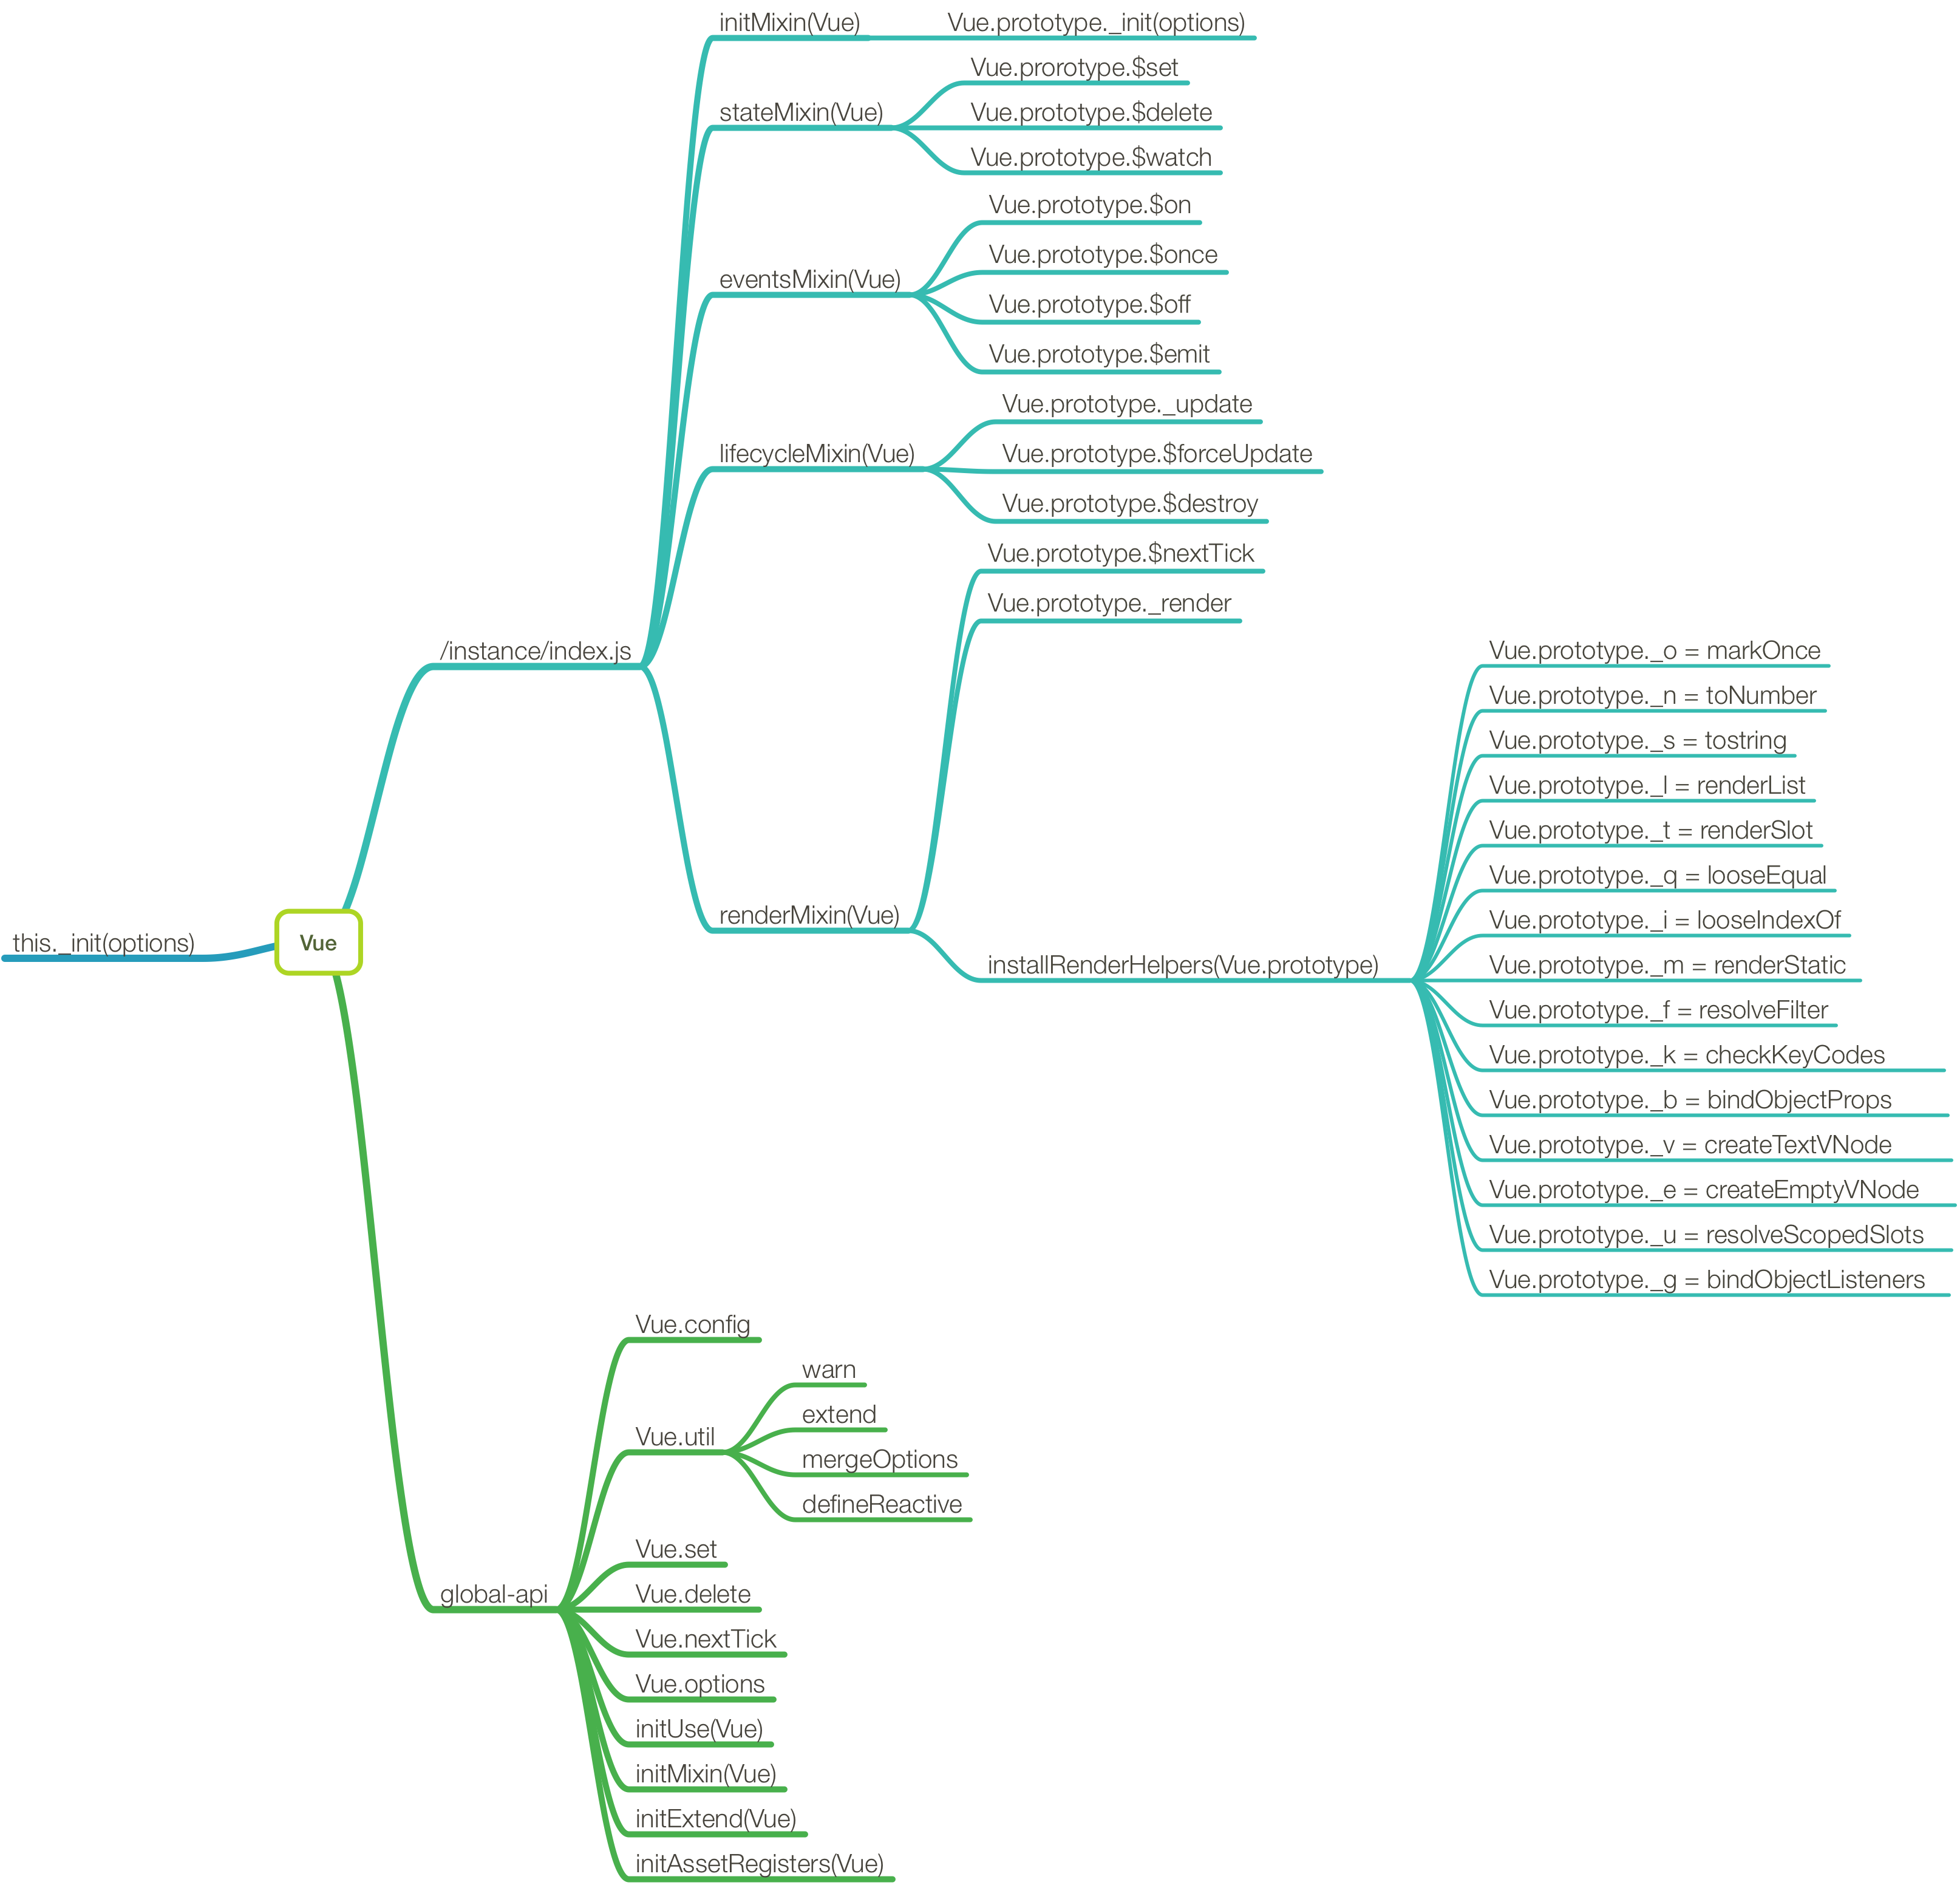 this._init(options)
Vue
/instance/index.js
initMixin(Vue)
Vue.prototype._init(options)
stateMixin(Vue)
Vue.prorotype.$set
Vue.prototype.$delete
Vue.prototype.$watch
eventsMixin(Vue)
Vue.prototype.$on
Vue.prototype.$once
Vue.prototype.$off
Vue.prototype.$emit
lifecycleMixin(Vue)
Vue.prototype._update
Vue.prototype.$forceUpdate
Vue.prototype.$destroy
renderMixin(Vue)
Vue.prototype.$nextTick
Vue.prototype._render
installRenderHelpers(Vue.prototype)
Vue.prototype._o = markOnce
Vue.prototype._n = toNumber
Vue.prototype._s = tostring
Vue.prototype._l = renderList
Vue.prototype._t = renderSlot
Vue.prototype._q = looseEqual
Vue.prototype._i = looseIndexOf
Vue.prototype._m = renderStatic
Vue.prototype._f = resolveFilter
Vue.prototype._k = checkKeyCodes
Vue.prototype._b = bindObjectProps
Vue.prototype._v = createTextVNode
Vue.prototype._e = createEmptyVNode
Vue.prototype._u = resolveScopedSlots
Vue.prototype._g = bindObjectListeners
global-api
Vue.config
Vue.util
warn
extend
mergeOptions
defineReactive
Vue.set
Vue.delete
Vue.nextTick
Vue.options
initUse(Vue)
initMixin(Vue)
initExtend(Vue)
initAssetRegisters(Vue)